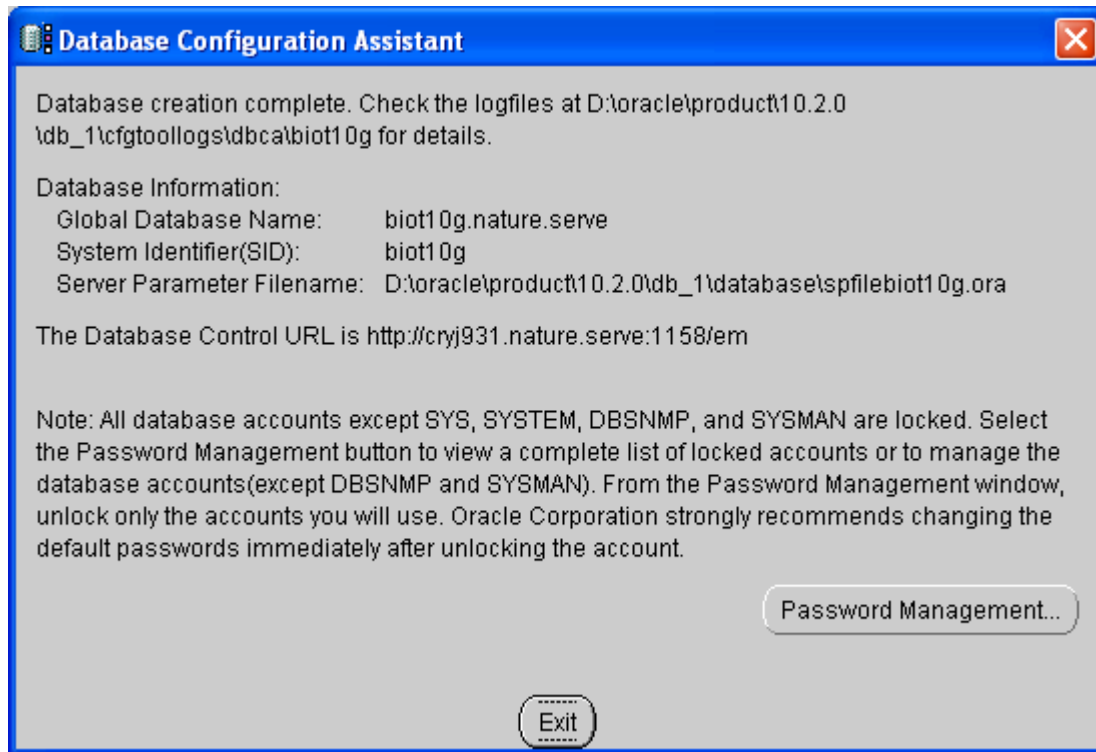 Database Configuration Assistant
Database creation complete. Check the logfiles at D:\oracle\product\10.2.0
\db_1\cfgtoollogs\dbca\biot10g for details.
Database Information:
Global Database Name: biot10g.nature.serve
System Identifier(SID): biot10g
Server Parameter Filename: D:\oracle\product\10.2.0\db_1\database\spfilebiot10g.ora
The Database Control URL is http://cryj931.nature.serve:1158/em
Note: All database accounts except SYS, SYSTEM, DBSNMP, and SYSMAN are locked. Select
the Password Management button to view a complete list of locked accounts or to manage the
database accounts(except DBSNMP and SYSMAN). From the Password Management window,
unlock only the accounts you will use. Oracle Corporation strongly recommends changing the
default passwords immediately after unlocking the account.
Password Management...
Exit